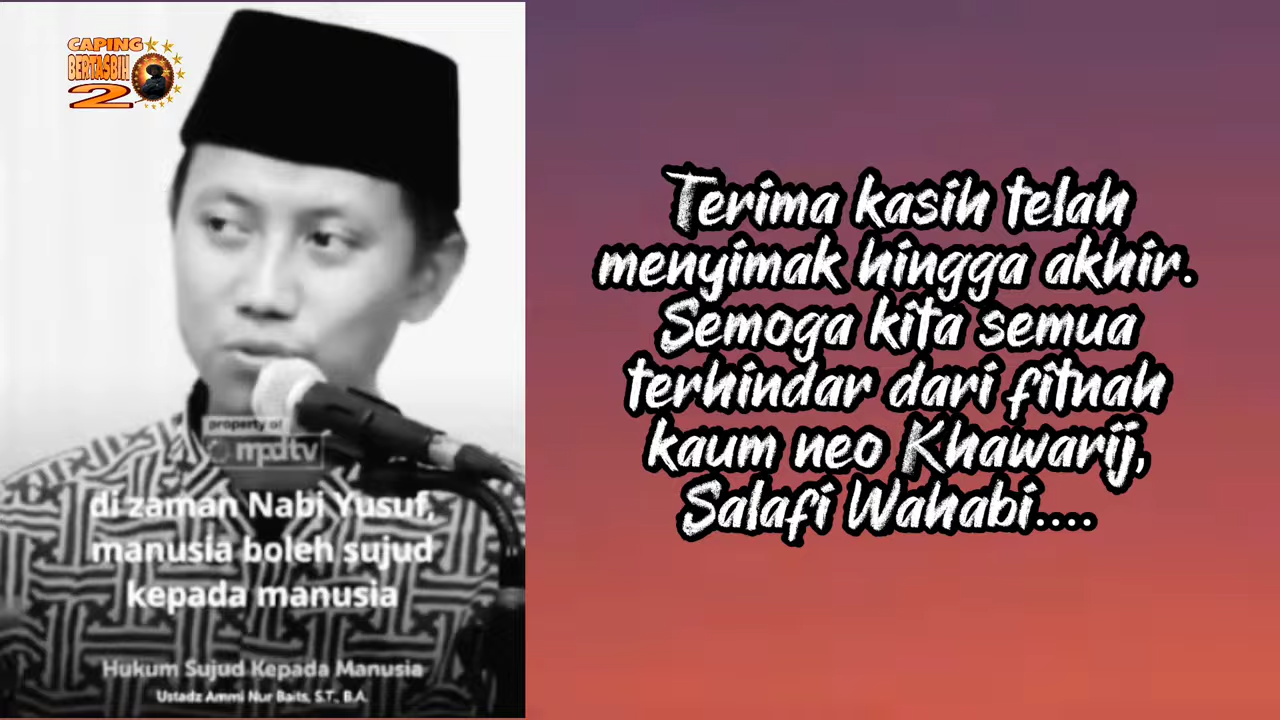 CAPING
BERTASBIH
2
property of
mpdtv
di zaman Nabi Yusuf,
manusia boleh sujud
kepada manusia
Hukum Sujud Kepada Manusia
Ustadz Ammi Nur Baits, S.T., B.A.
Terima kasih telah
menyimak hingga akhir.
Semoga kita semua
terhindar dari fitnah
kaum neo Khawarij,
Salafi Wahabi....